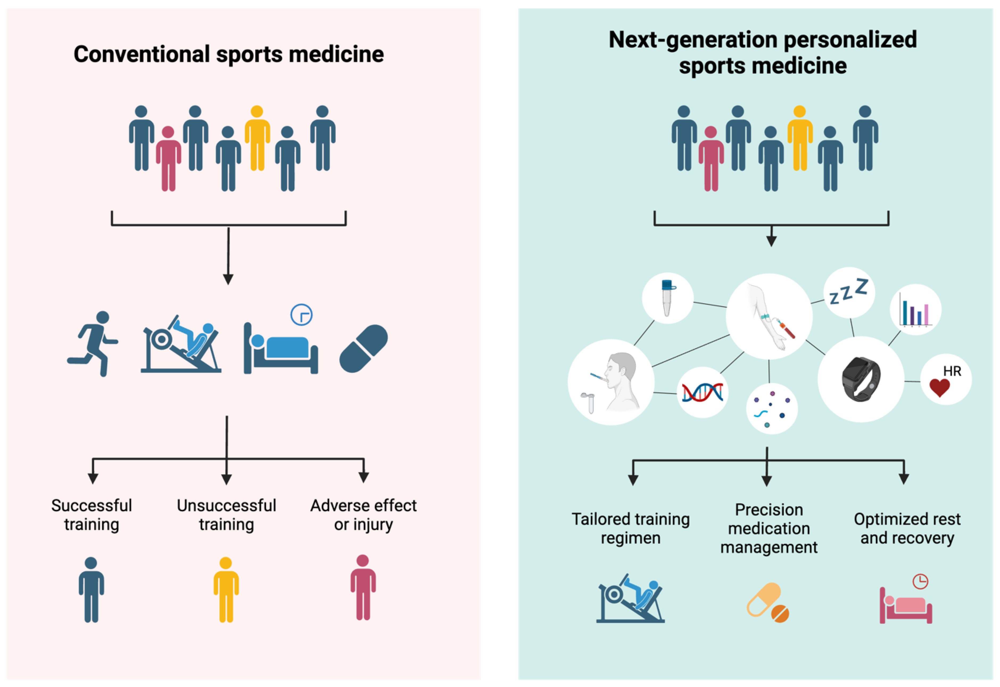 Conventional sports medicine
Successful
training
Unsuccessful
training
Adverse effect
or injury
Next-generation personalized
sports medicine
z z Z
HR
Tailored training
regimen
Precision
medication
management
Optimized rest
and recovery